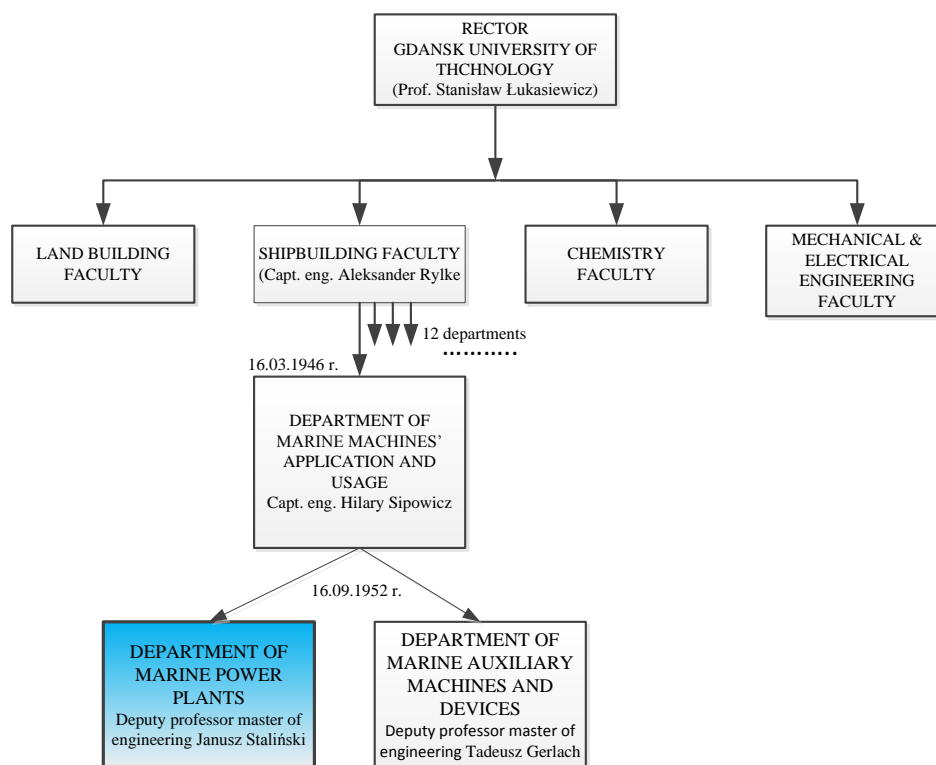 RECTOR
GDANSK UNIVERSITY OF
THCHNOLOGY
(Prof. Stanisław Łukasiewicz)
LAND BUILDING
FACULTY
SHIPBUILDING FACULTY
(Capt. eng. Aleksander Rylke
CHEMISTRY
FACULTY
MECHANICAL &
ELECTRICAL
ENGINEERING
FACULTY
12 departments
...........
16.03.1946 r.
DEPARTMENT OF
MARINE MACHINES’
APPLICATION AND
USAGE
Capt. eng. Hilary Sipowicz
16.09.1952 r.
DEPARTMENT OF
MARINE POWER
PLANTS
Deputy professor master of
engineering Janusz Staliński
DEPARTMENT OF
MARINE AUXILIARY
MACHINES AND
DEVICES
Deputy professor master of
engineering Tadeusz Gerlach